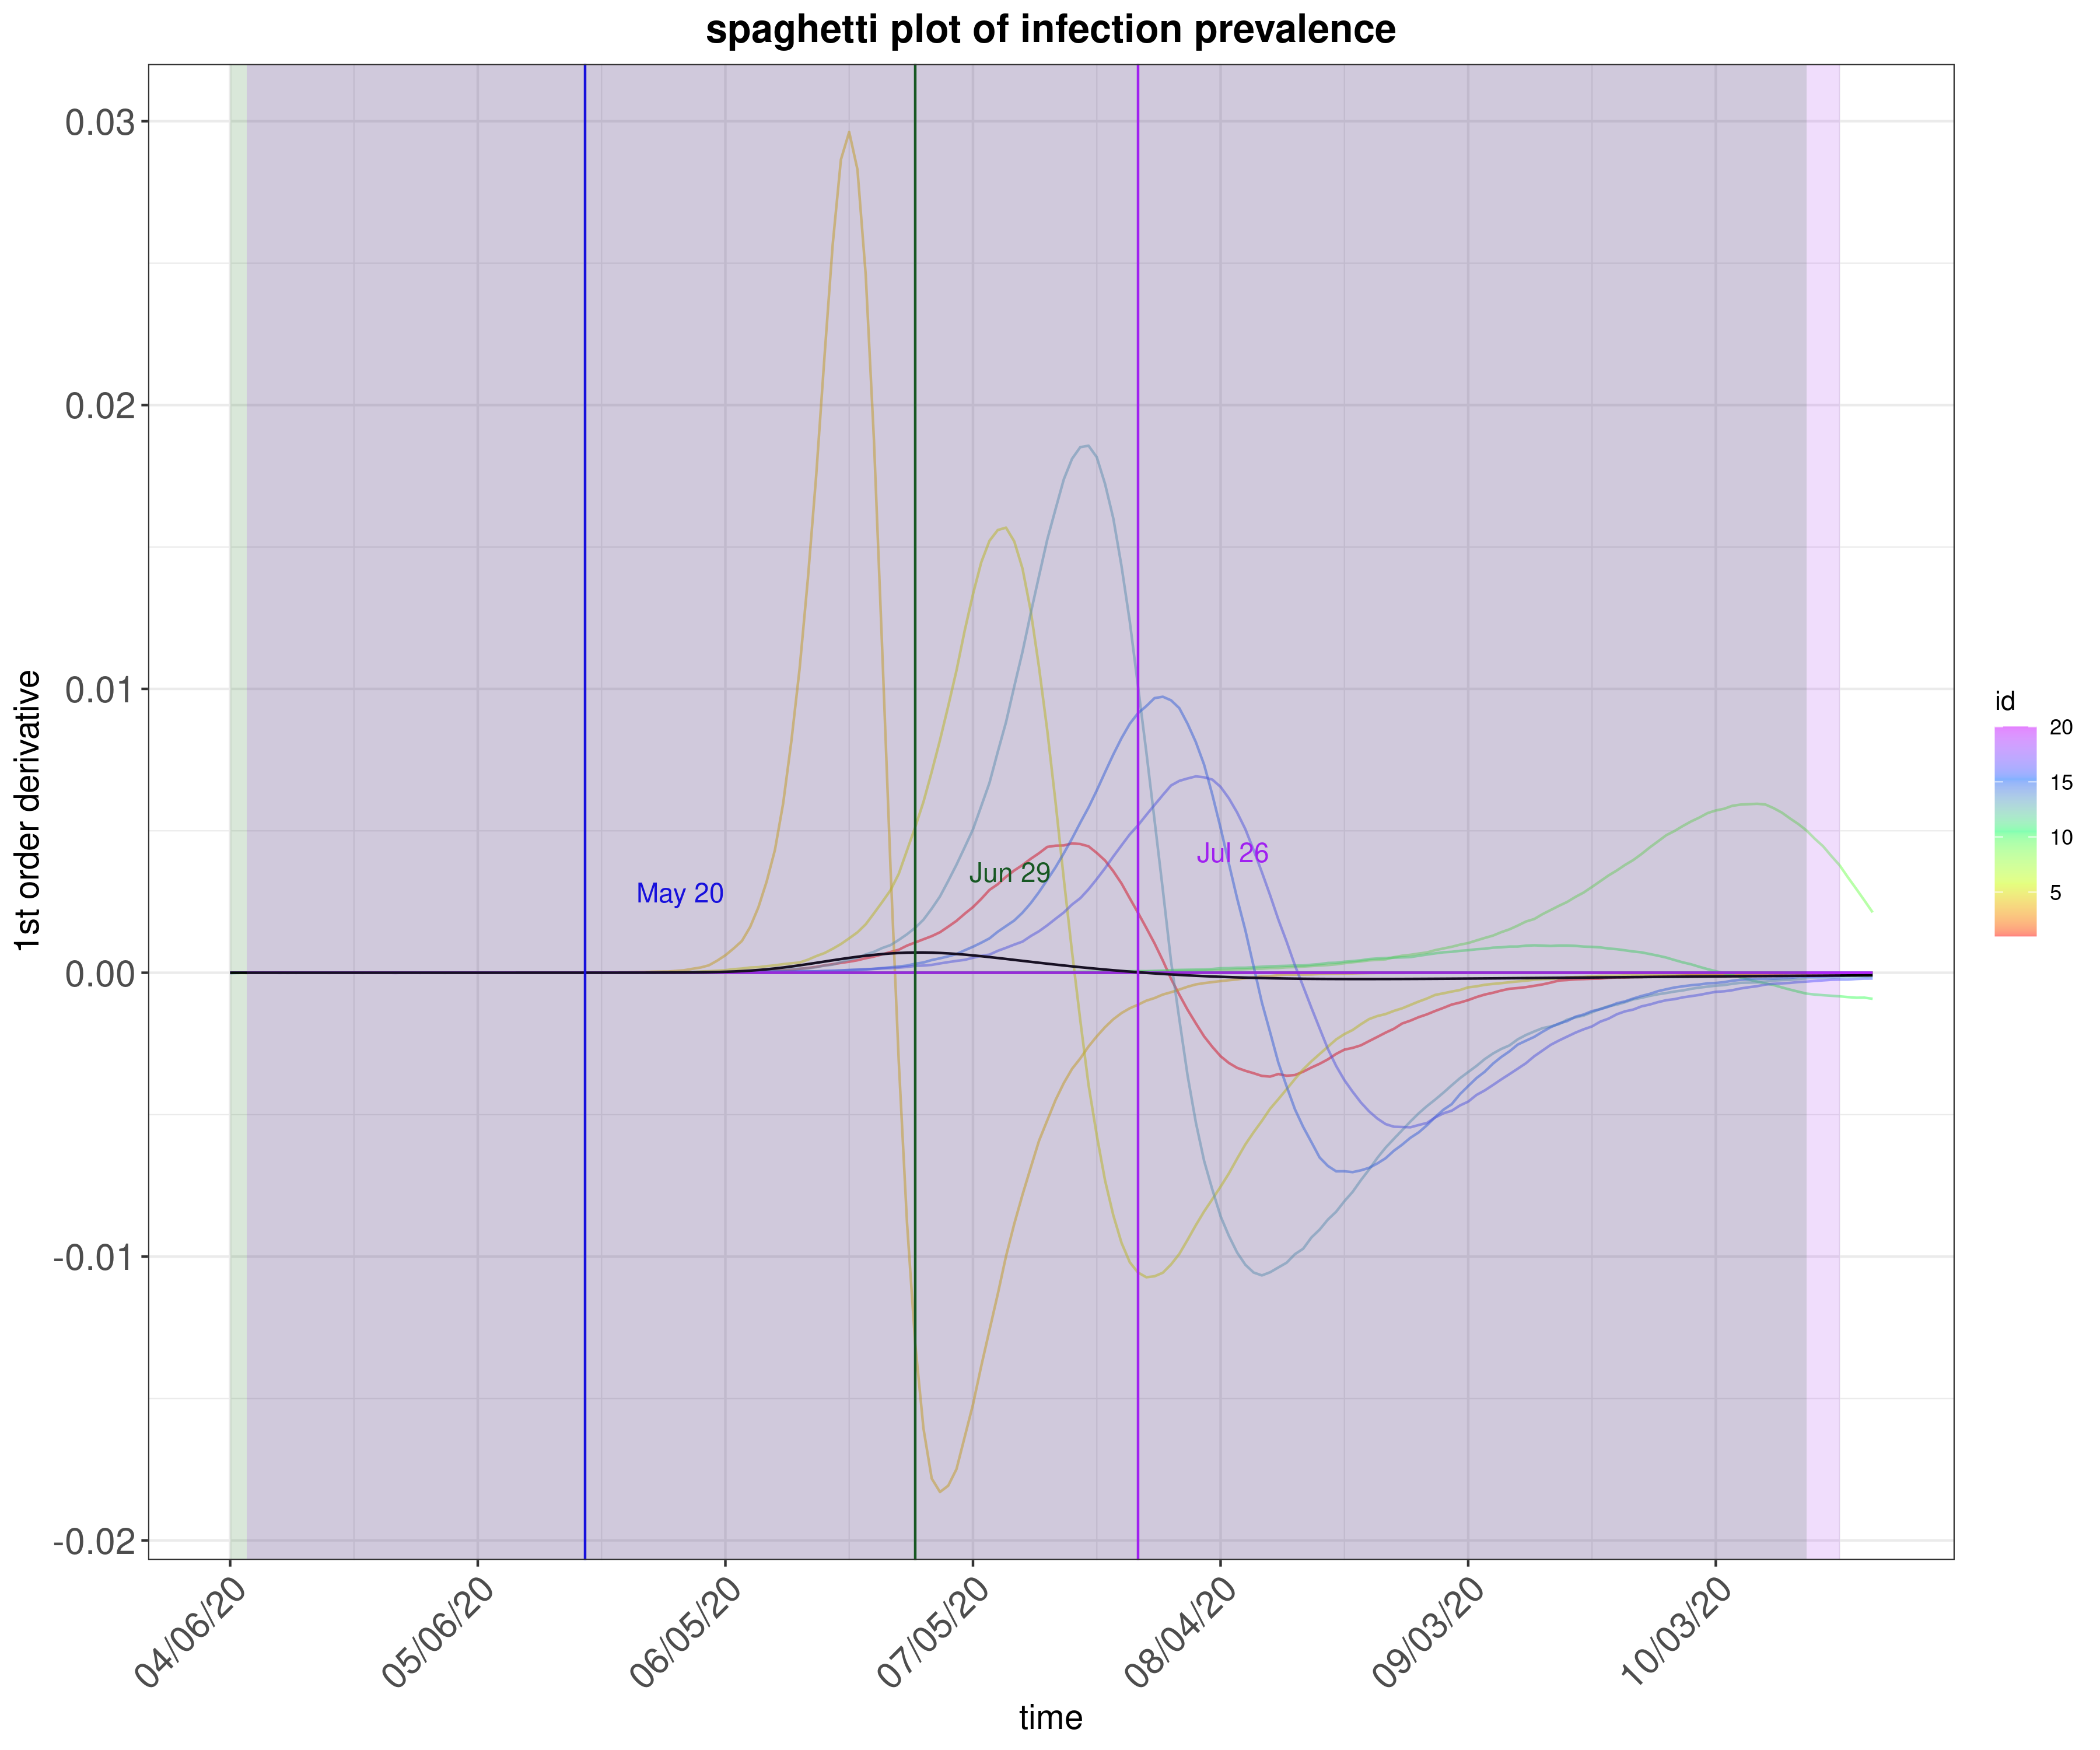 spaghetti plot of infection prevalence
1st order derivative
0.03
0.02
0.01
0.00
-0.01
-0.02
May 20
Jun 29
Jul 26
04/06/20
05/06/20
06/05/20
07/05/20
08/04/20
09/03/20
10/03/20
time
id
20
15
10
5